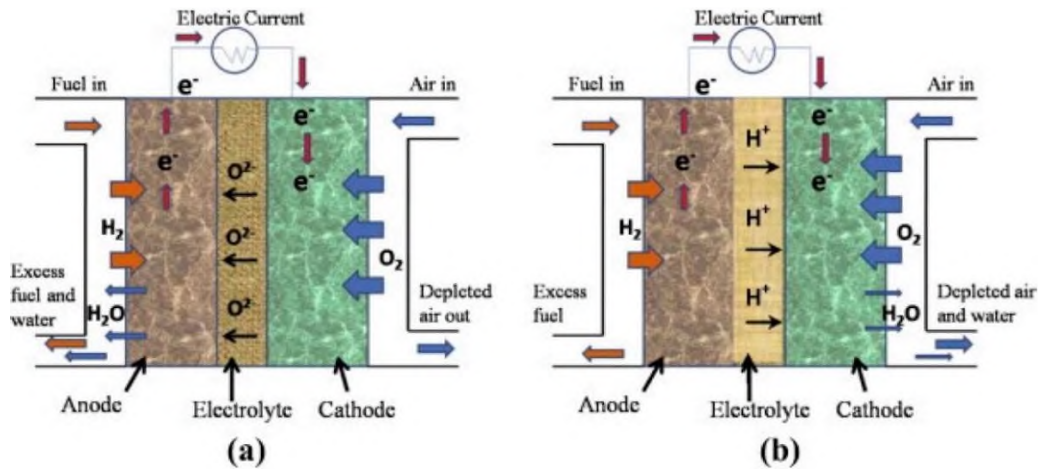 Electric Current
Fuel in
e⁻
Air in
e⁻
e⁻
e⁻
O²⁻
H₂
O²⁻
O₂
Excess
fuel and
water
H₂O
O²⁻
Depleted
air out
Anode
Electrolyte
Cathode
(a)
Electric Current
Fuel in
e⁻
Air in
e⁻
H⁺
e⁻
e⁻
H₂
H⁺
O₂
Excess
fuel
H⁺
H₂O
Depleted air
and water
Anode
Electrolyte
Cathode
(b)